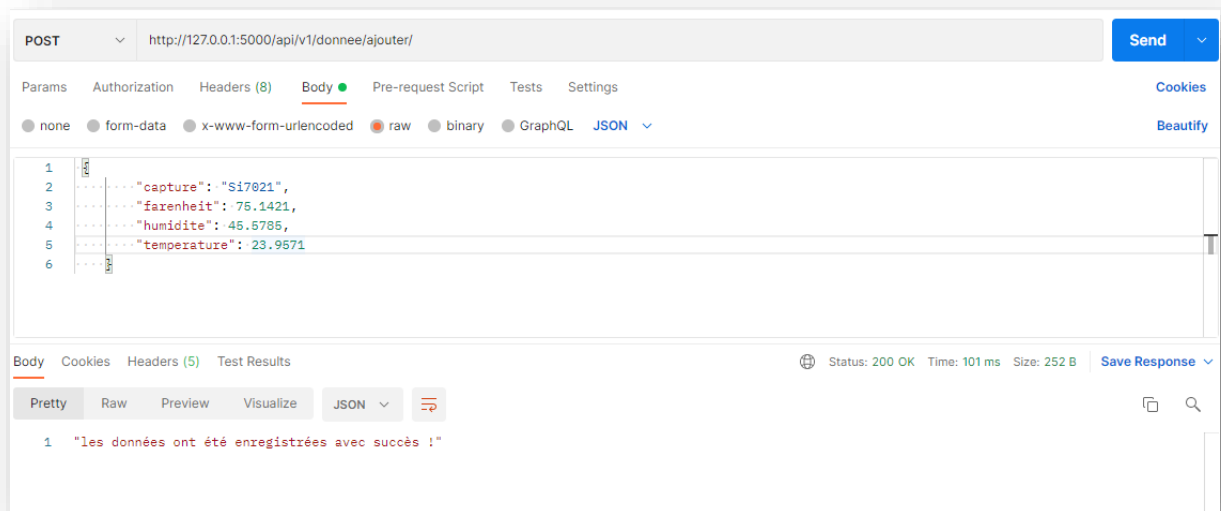 POST http://127.0.0.1:5000/api/v1/donnee/ajouter/ Send
Params Authorization Headers (8) Body Pre-request Script Tests Settings Cookies
none form-data x-www-form-urlencoded raw binary GraphQL JSON Beautify
1 {
2 "capture": "Si7021",
3 "farenheit": 75.1421,
4 "humidite": 45.5785,
5 "temperature": 23.9571
6 }
Body Cookies Headers (5) Test Results Status: 200 OK Time: 101 ms Size: 252 B Save Response
Pretty Raw Preview Visualize JSON
1 "les données ont été enregistrées avec succès !"